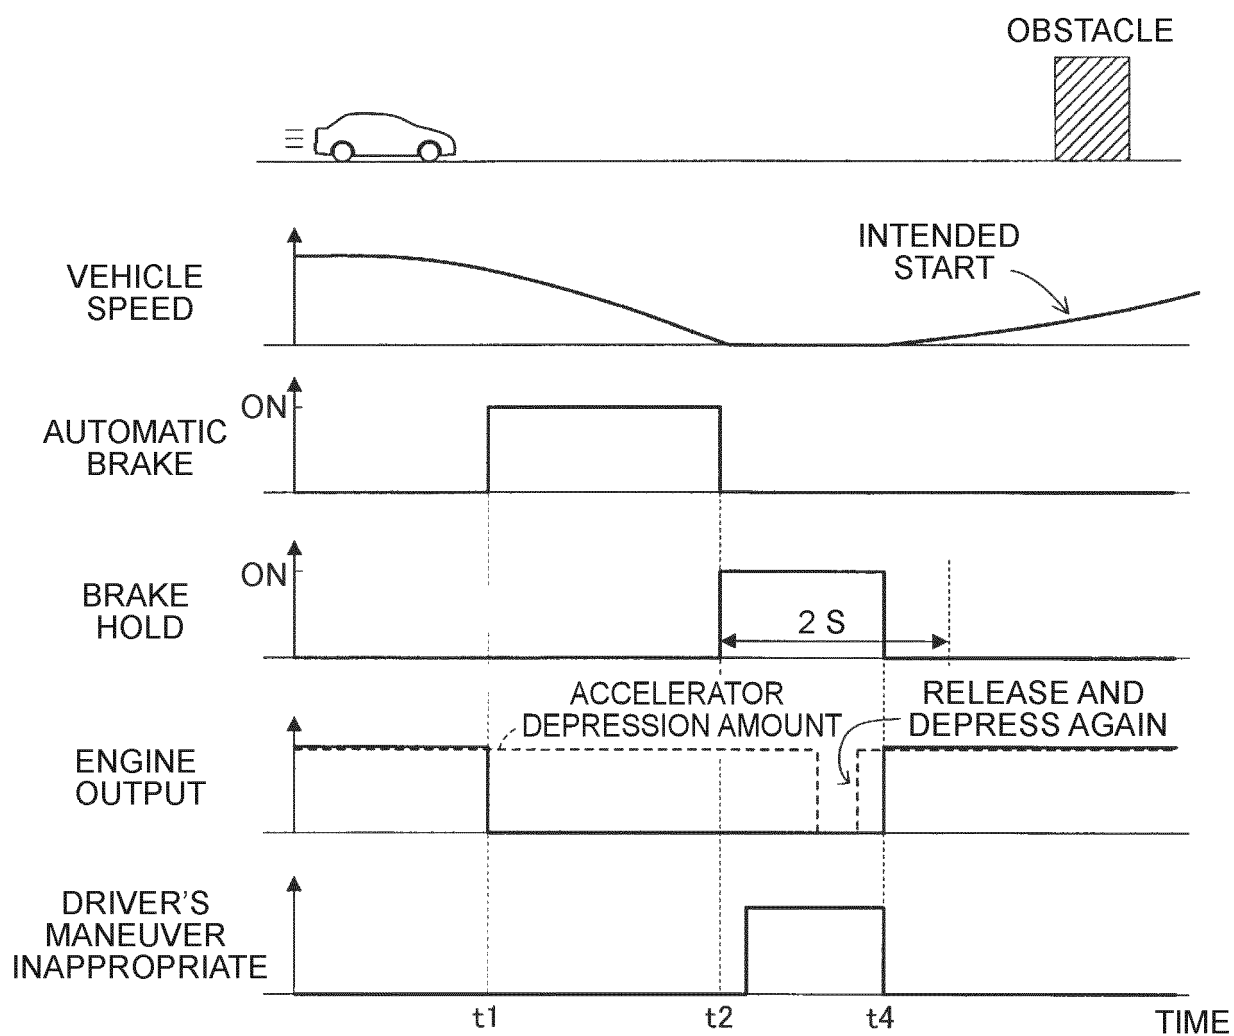 OBSTACLE
INTENDED
START
VEHICLE
SPEED
ON
AUTOMATIC
BRAKE
ON
BRAKE
HOLD
2 S
ACCELERATOR
DEPRESSION AMOUNT
RELEASE AND
DEPRESS AGAIN
ENGINE
OUTPUT
DRIVER'S
MANEUVER
INAPPROPRIATE
t1
t2
t4
TIME